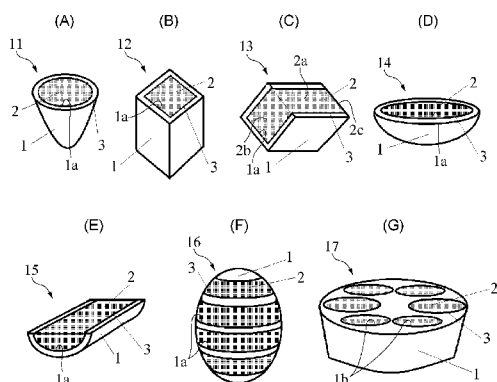 (A) (B) (C) (D)
11 2 1 1a 3
12 2 1a 1 3
13 2a 2 2b 1a 1 3 2c
14 2 1 1a 3
(E) (F) (G)
15 2 1a 1 3
16 1 3 2 1a
17 2 3 1b 1